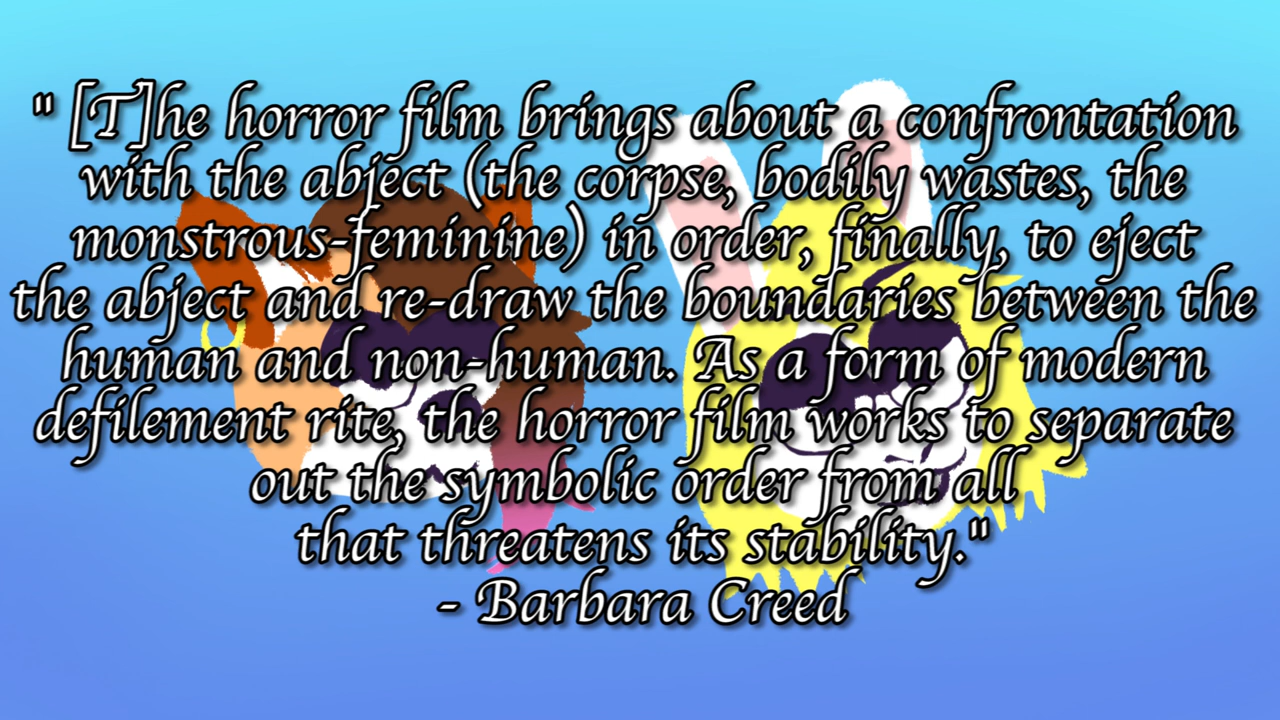 " [T]he horror film brings about a confrontation
with the abject (the corpse, bodily wastes, the
monstrous-feminine) in order, finally, to eject
the abject and re-draw the boundaries between the
human and non-human. As a form of modern
defilement rite, the horror film works to separate
out the symbolic order from all
that threatens its stability."
- Barbara Creed